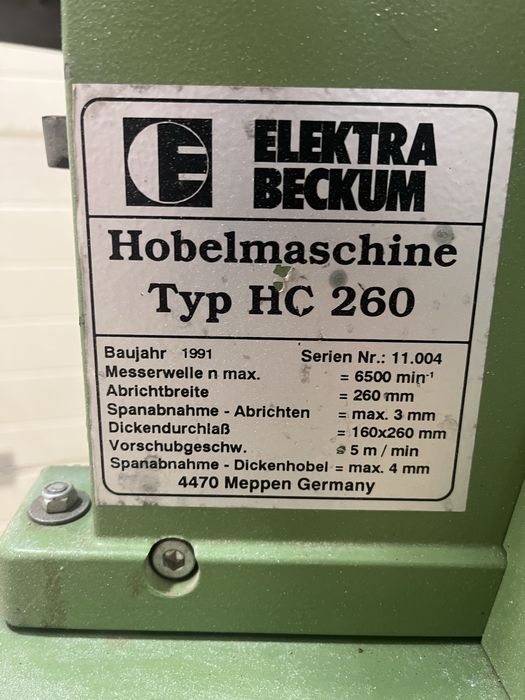 E ELEKTRA
BECKUM
Hobelmaschine
Typ HC 260
Baujahr 1991 Serien Nr.: 11.004
Messerwelle n max. = 6500 min⁻¹
Abrichtbreite = 260 mm
Spanabnahme - Abrichten = max. 3 mm
Dickendurchlaß = 160x260 mm
Vorschubgeschw. ≘ 5 m / min
Spanabnahme - Dickenhobel = max. 4 mm
4470 Meppen Germany